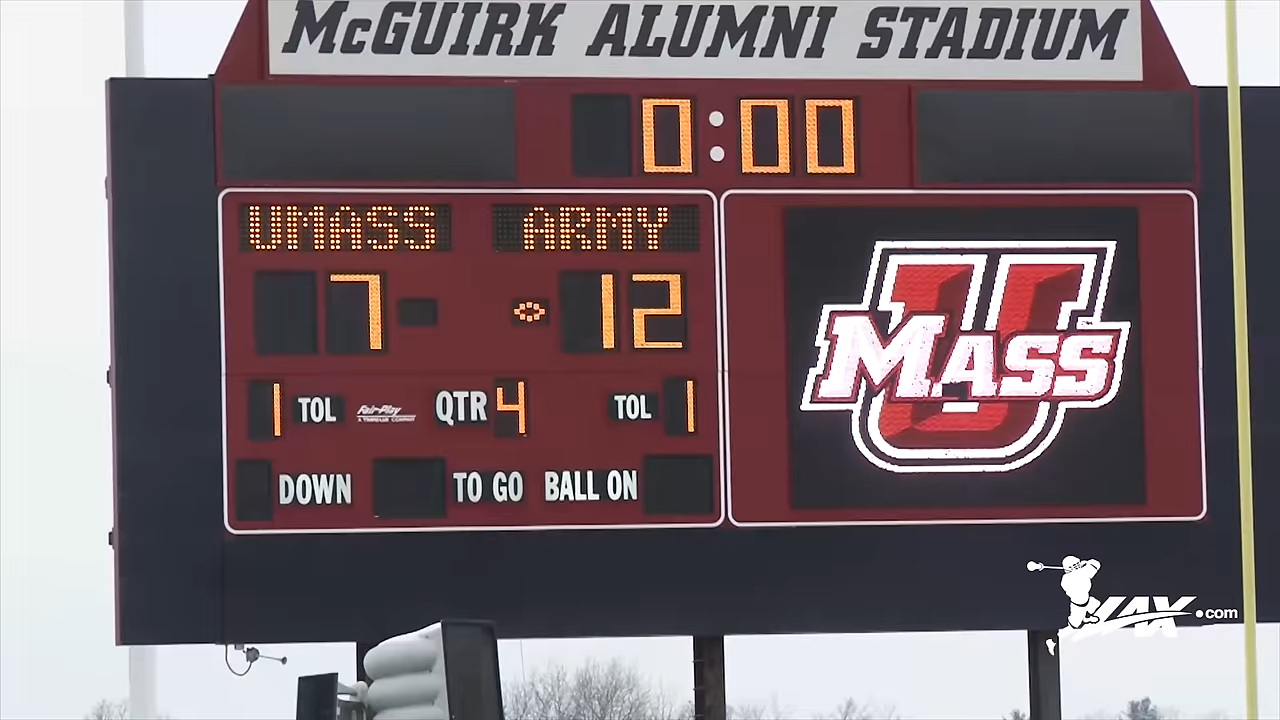 McGUIRK ALUMNI STADIUM
0:00
UMASS ARMY
7 12
1 TOL Fair-Play QTR 4 TOL 1
DOWN TO GO BALL ON
U
MASS
LAX.com